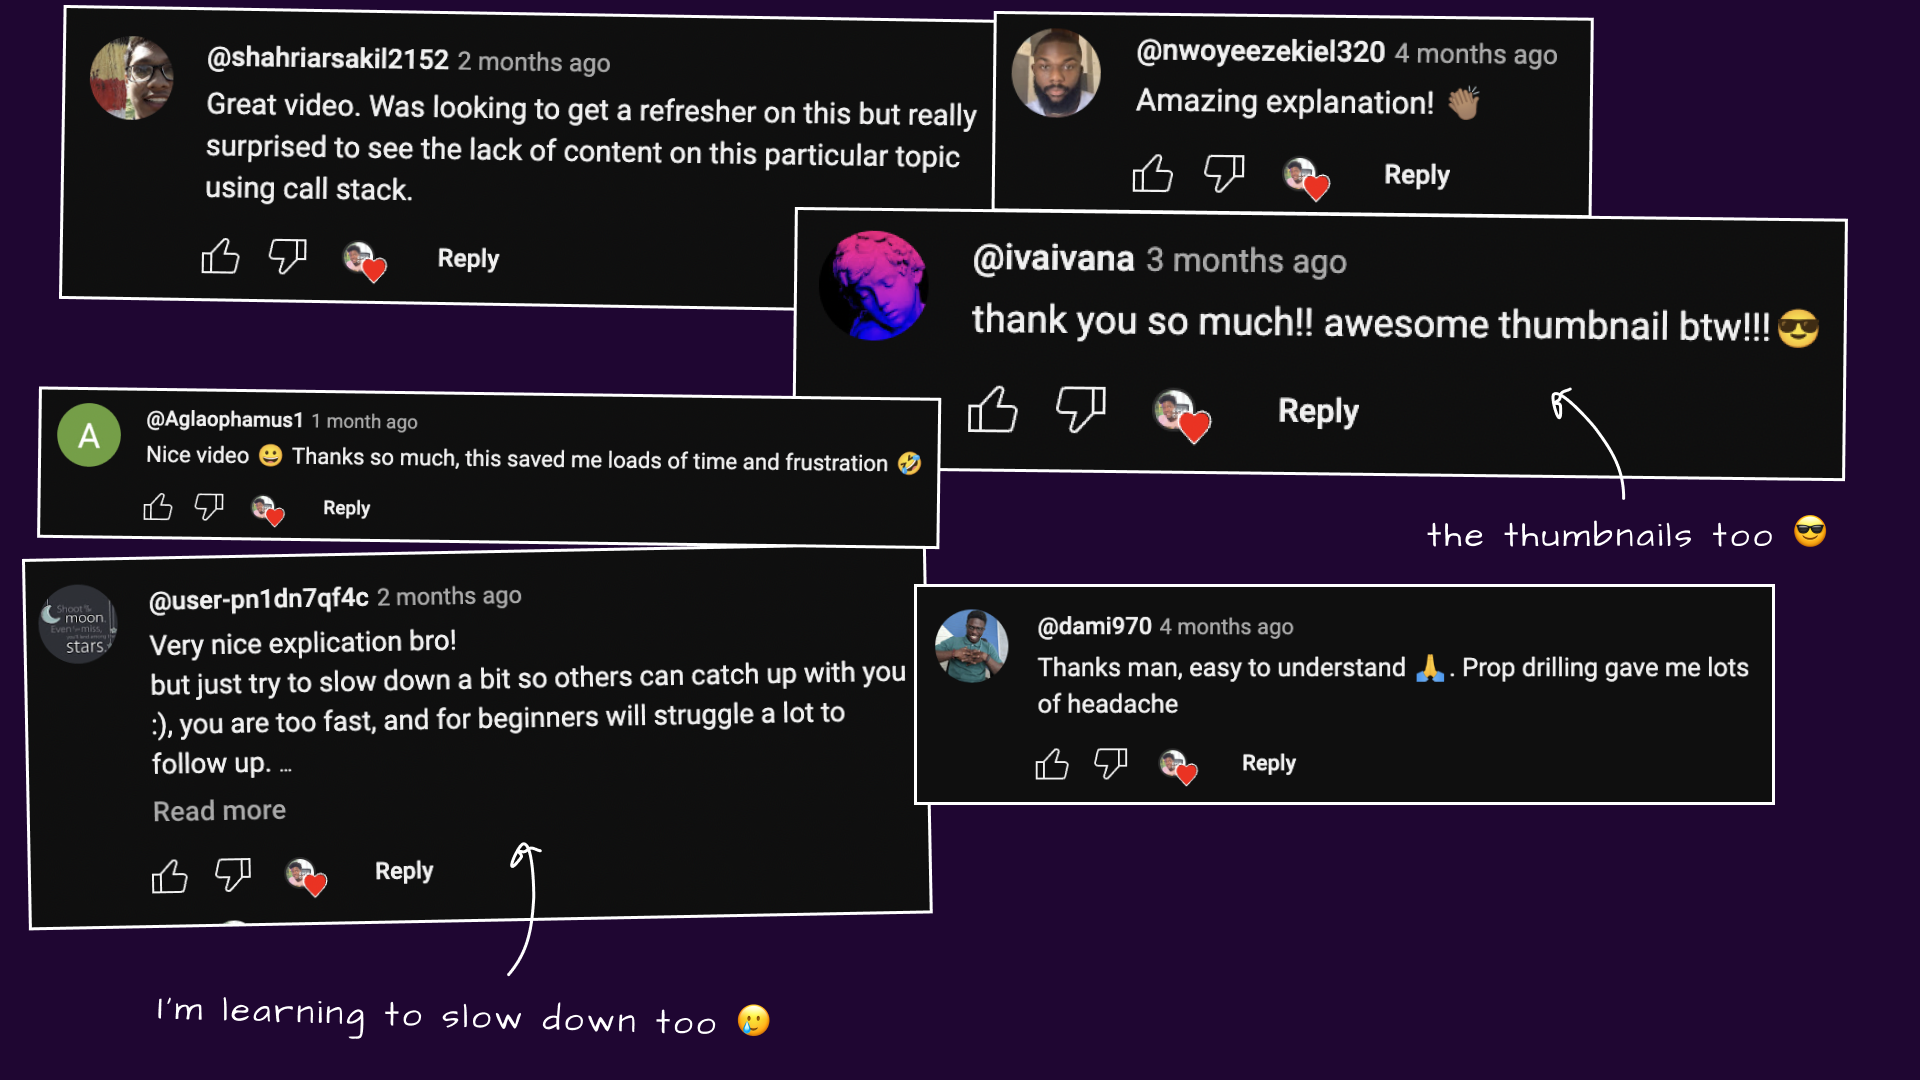 @shahriarsakil2152 2 months ago
Great video. Was looking to get a refresher on this but really
surprised to see the lack of content on this particular topic
using call stack.
Reply
@nwoyeezekiel320 4 months ago
Amazing explanation! 👏🏽
Reply
@ivaivana 3 months ago
thank you so much!! awesome thumbnail btw!!!😎
Reply
the thumbnails too 😎
A
@Aglaophamus1 1 month ago
Nice video 😀 Thanks so much, this saved me loads of time and frustration 🤣
Reply
moon.
stars.
@user-pn1dn7qf4c 2 months ago
Very nice explication bro!
but just try to slow down a bit so others can catch up with you
:), you are too fast, and for beginners will struggle a lot to
follow up. ...
Read more
Reply
I'm learning to slow down too 🥲
@dami970 4 months ago
Thanks man, easy to understand 🙏. Prop drilling gave me lots
of headache
Reply